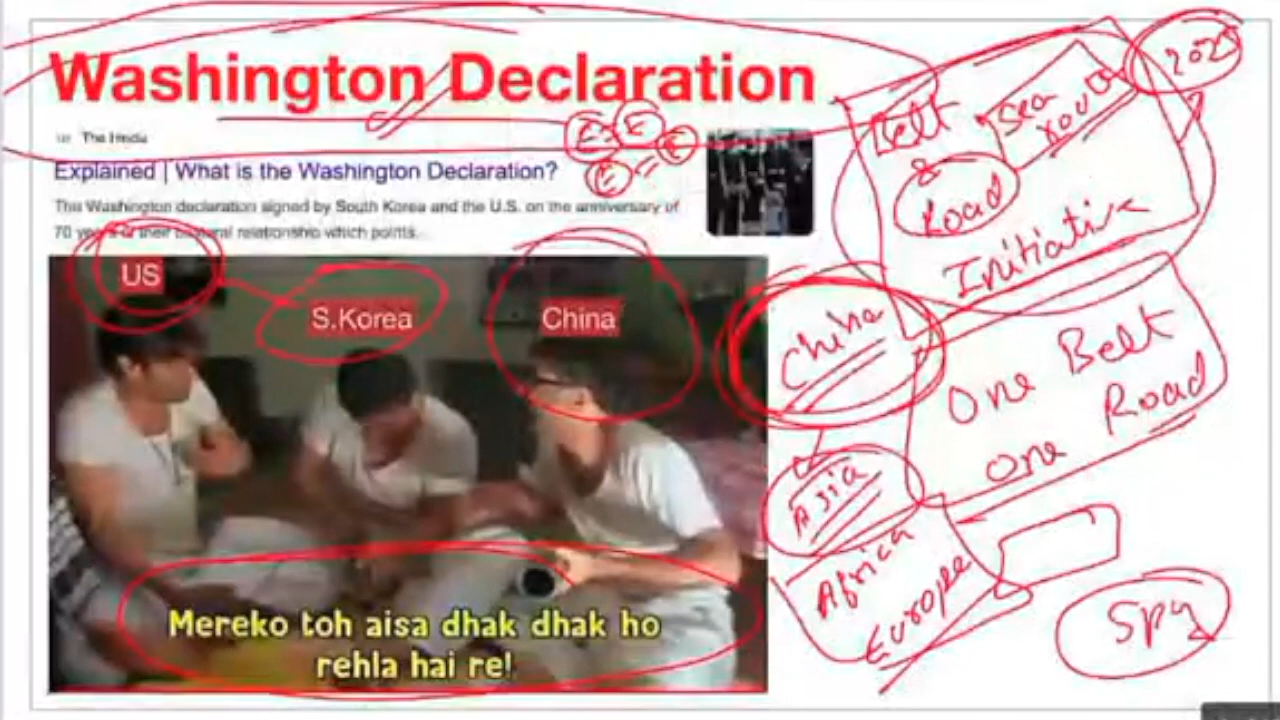 Washington Declaration
The Hindu
Explained | What is the Washington Declaration?
This Washington declaration signed by South Korea and the U.S. on the anniversary of
70 years of their bilateral relationship which points...
US
S.Korea
China
Mereko toh aisa dhak dhak ho
rehla hai re!
E E
E E
Belt
&
Road
Initiative
Sea
route
China
One Belt
One Road
Asia
Africa
Europe
Spy